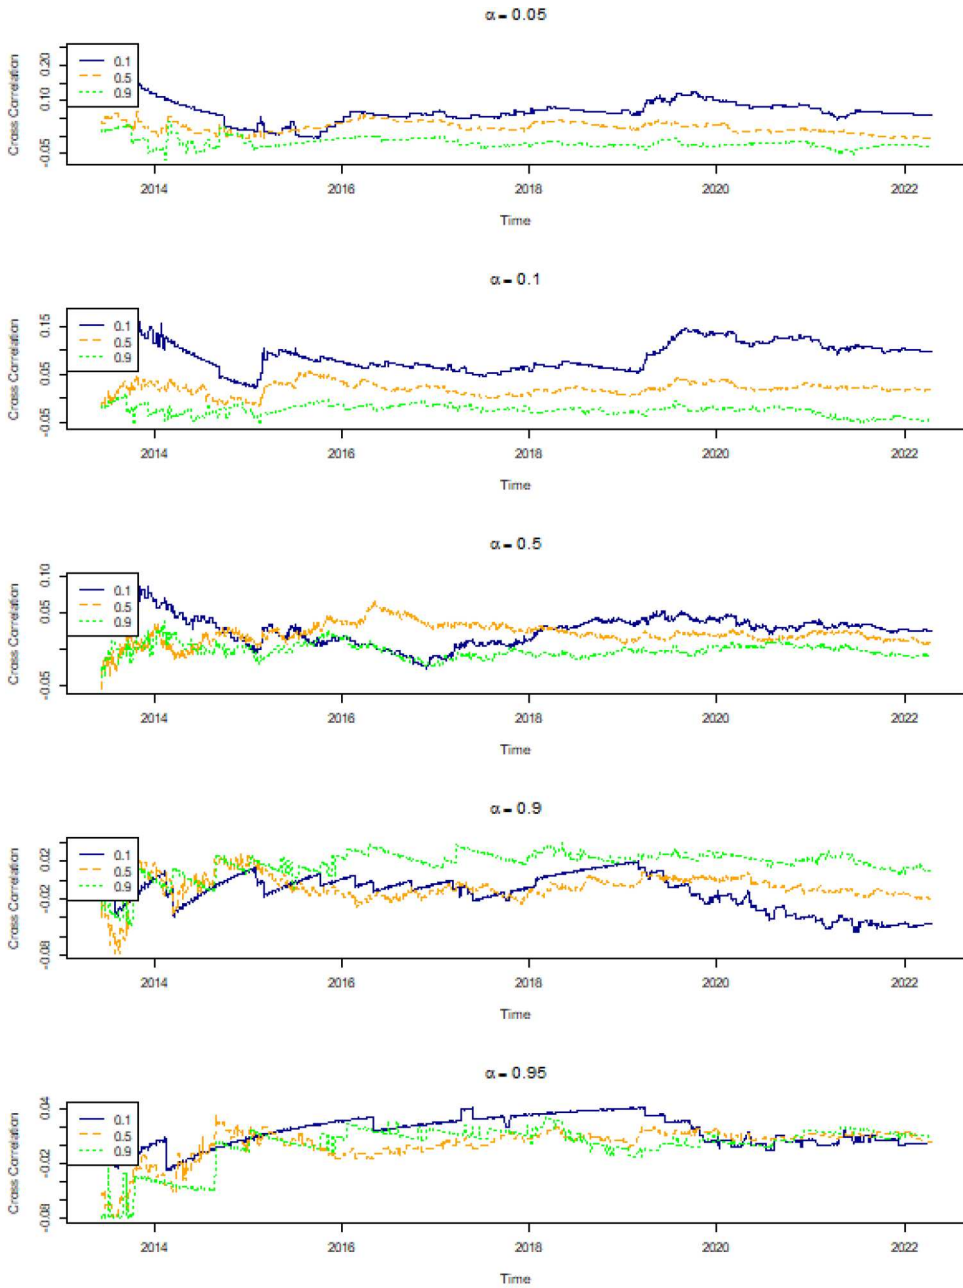 α = 0.05
Cross Correlation
-0.05 0.10 0.20
0.1
0.5
0.9
2014 2016 2018 2020 2022
Time
α = 0.1
Cross Correlation
-0.05 0.05 0.15
0.1
0.5
0.9
2014 2016 2018 2020 2022
Time
α = 0.5
Cross Correlation
-0.05 0.05 0.10
0.1
0.5
0.9
2014 2016 2018 2020 2022
Time
α = 0.9
Cross Correlation
-0.08 -0.02 0.02
0.1
0.5
0.9
2014 2016 2018 2020 2022
Time
α = 0.95
Cross Correlation
-0.08 -0.02 0.04
0.1
0.5
0.9
2014 2016 2018 2020 2022
Time